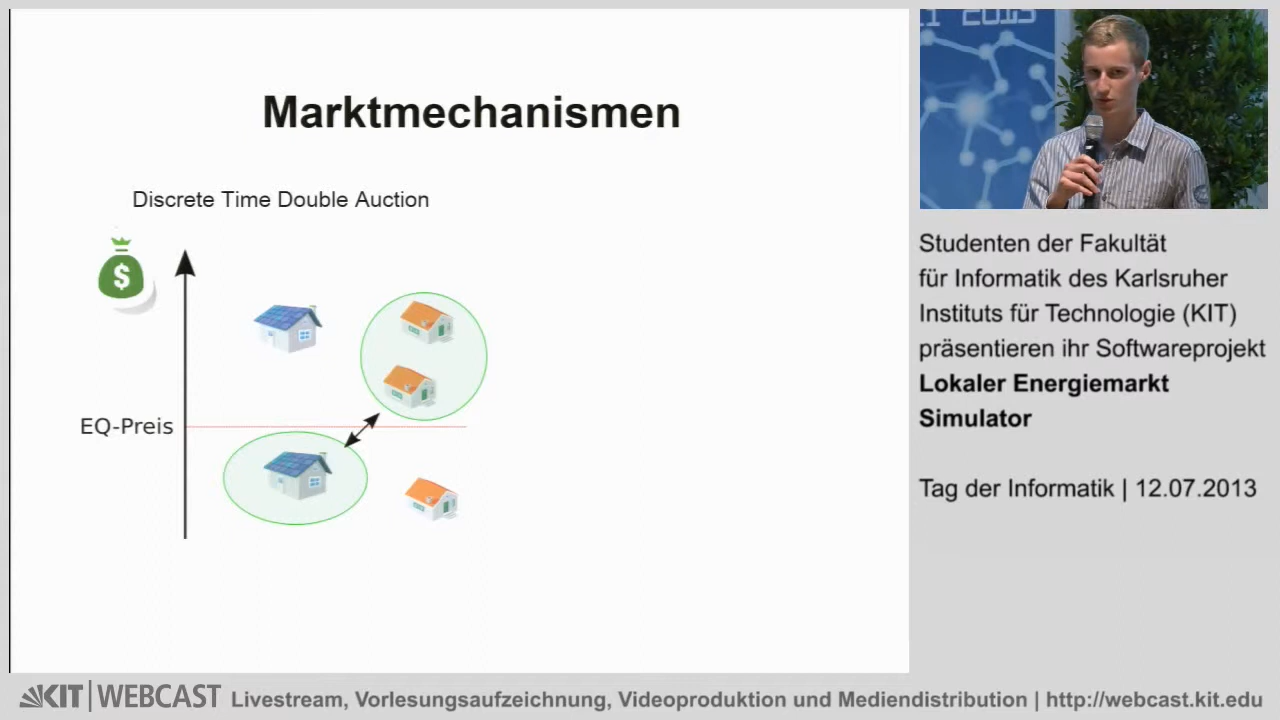 Marktmechanismen
Discrete Time Double Auction
$
EQ-Preis
Studenten der Fakultät
für Informatik des Karlsruher
Instituts für Technologie (KIT)
präsentieren ihr Softwareprojekt
Lokaler Energiemarkt
Simulator
Tag der Informatik | 12.07.2013
KIT WEBCAST Livestream, Vorlesungsaufzeichnung, Videoproduktion und Mediendistribution | http://webcast.kit.edu